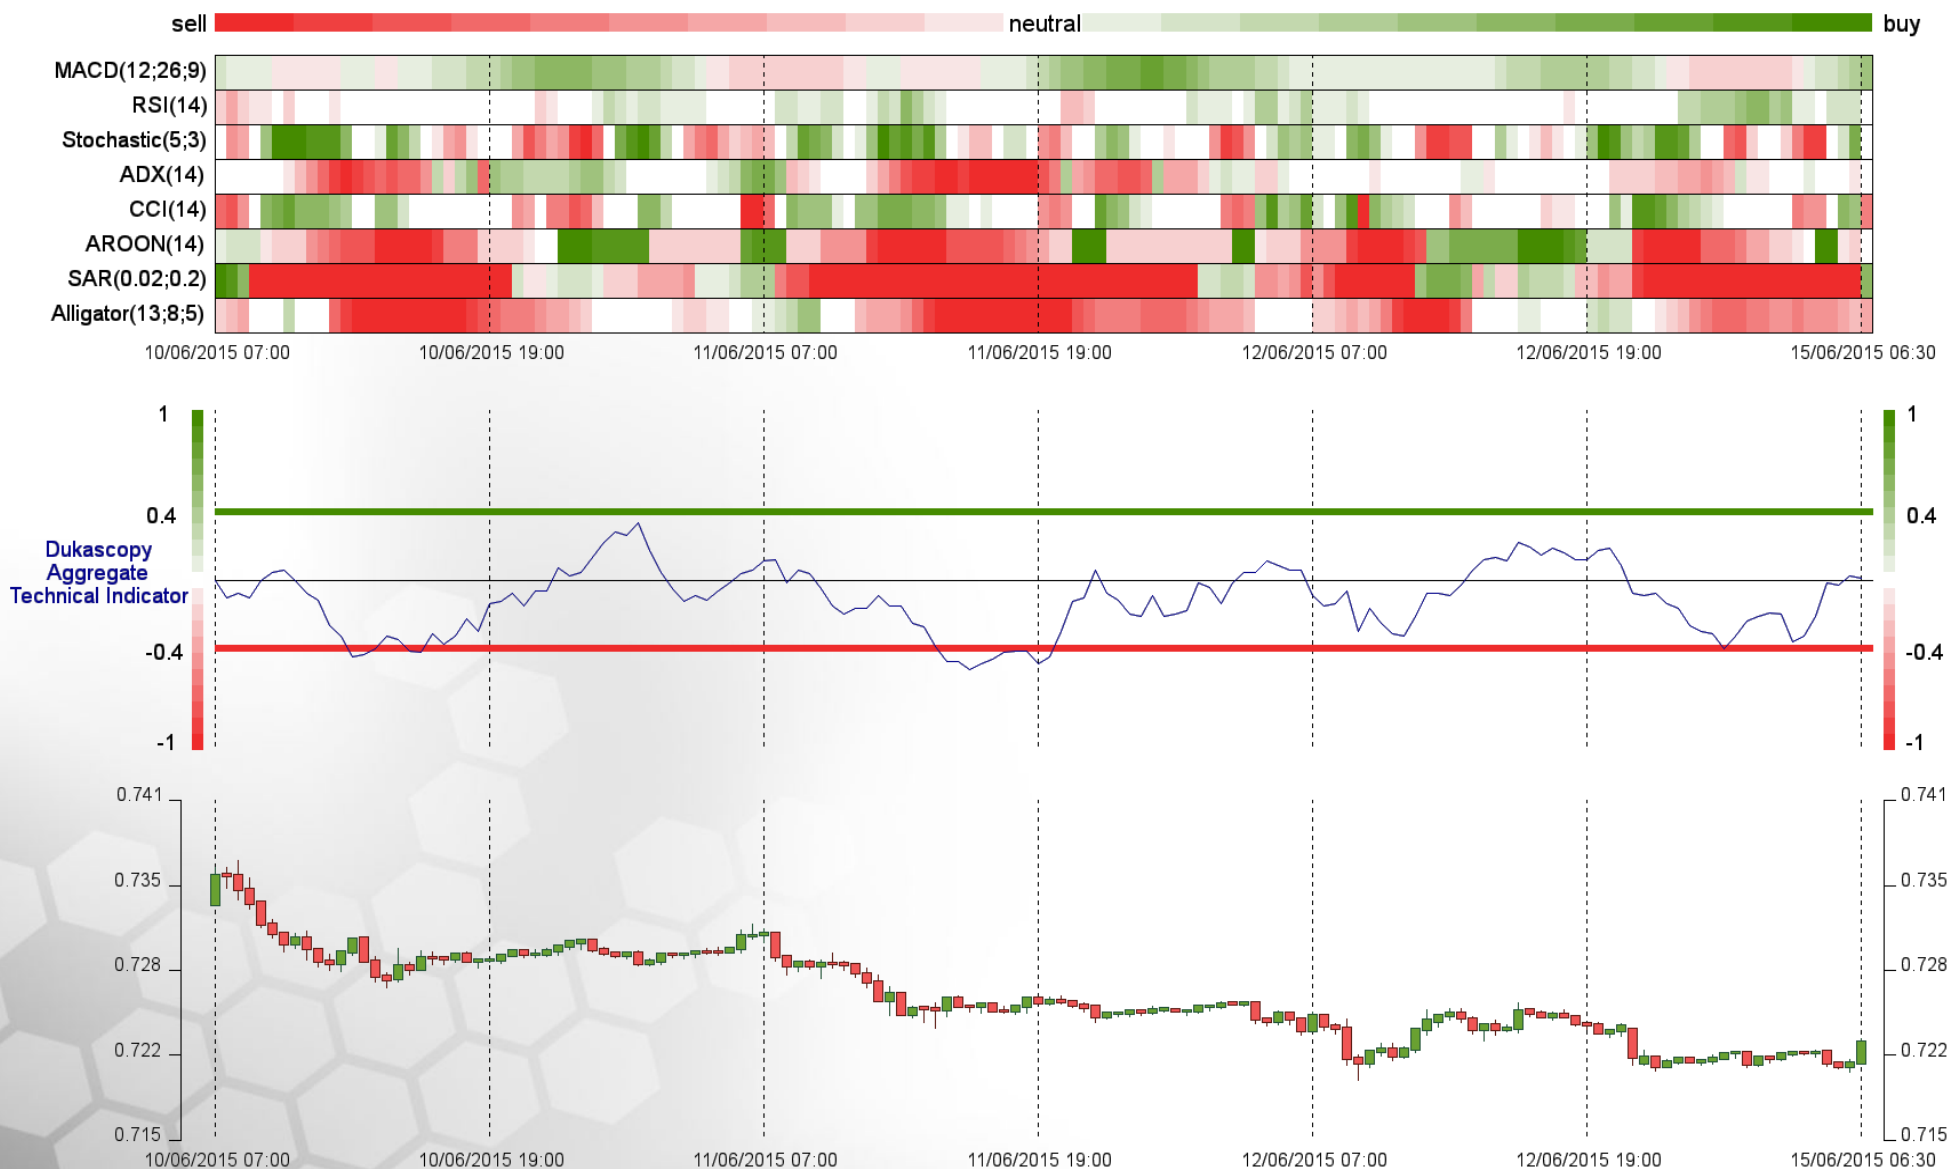 sell neutral buy
MACD(12;26;9)
RSI(14)
Stochastic(5;3)
ADX(14)
CCI(14)
AROON(14)
SAR(0.02;0.2)
Alligator(13;8;5)
10/06/2015 07:00 10/06/2015 19:00 11/06/2015 07:00 11/06/2015 19:00 12/06/2015 07:00 12/06/2015 19:00 15/06/2015 06:30
1 1
0.4 0.4
Dukascopy
Aggregate
Technical Indicator
-0.4 -0.4
-1 -1
0.741 0.741
0.735 0.735
0.728 0.728
0.722 0.722
0.715 0.715
10/06/2015 07:00 10/06/2015 19:00 11/06/2015 07:00 11/06/2015 19:00 12/06/2015 07:00 12/06/2015 19:00 15/06/2015 06:30